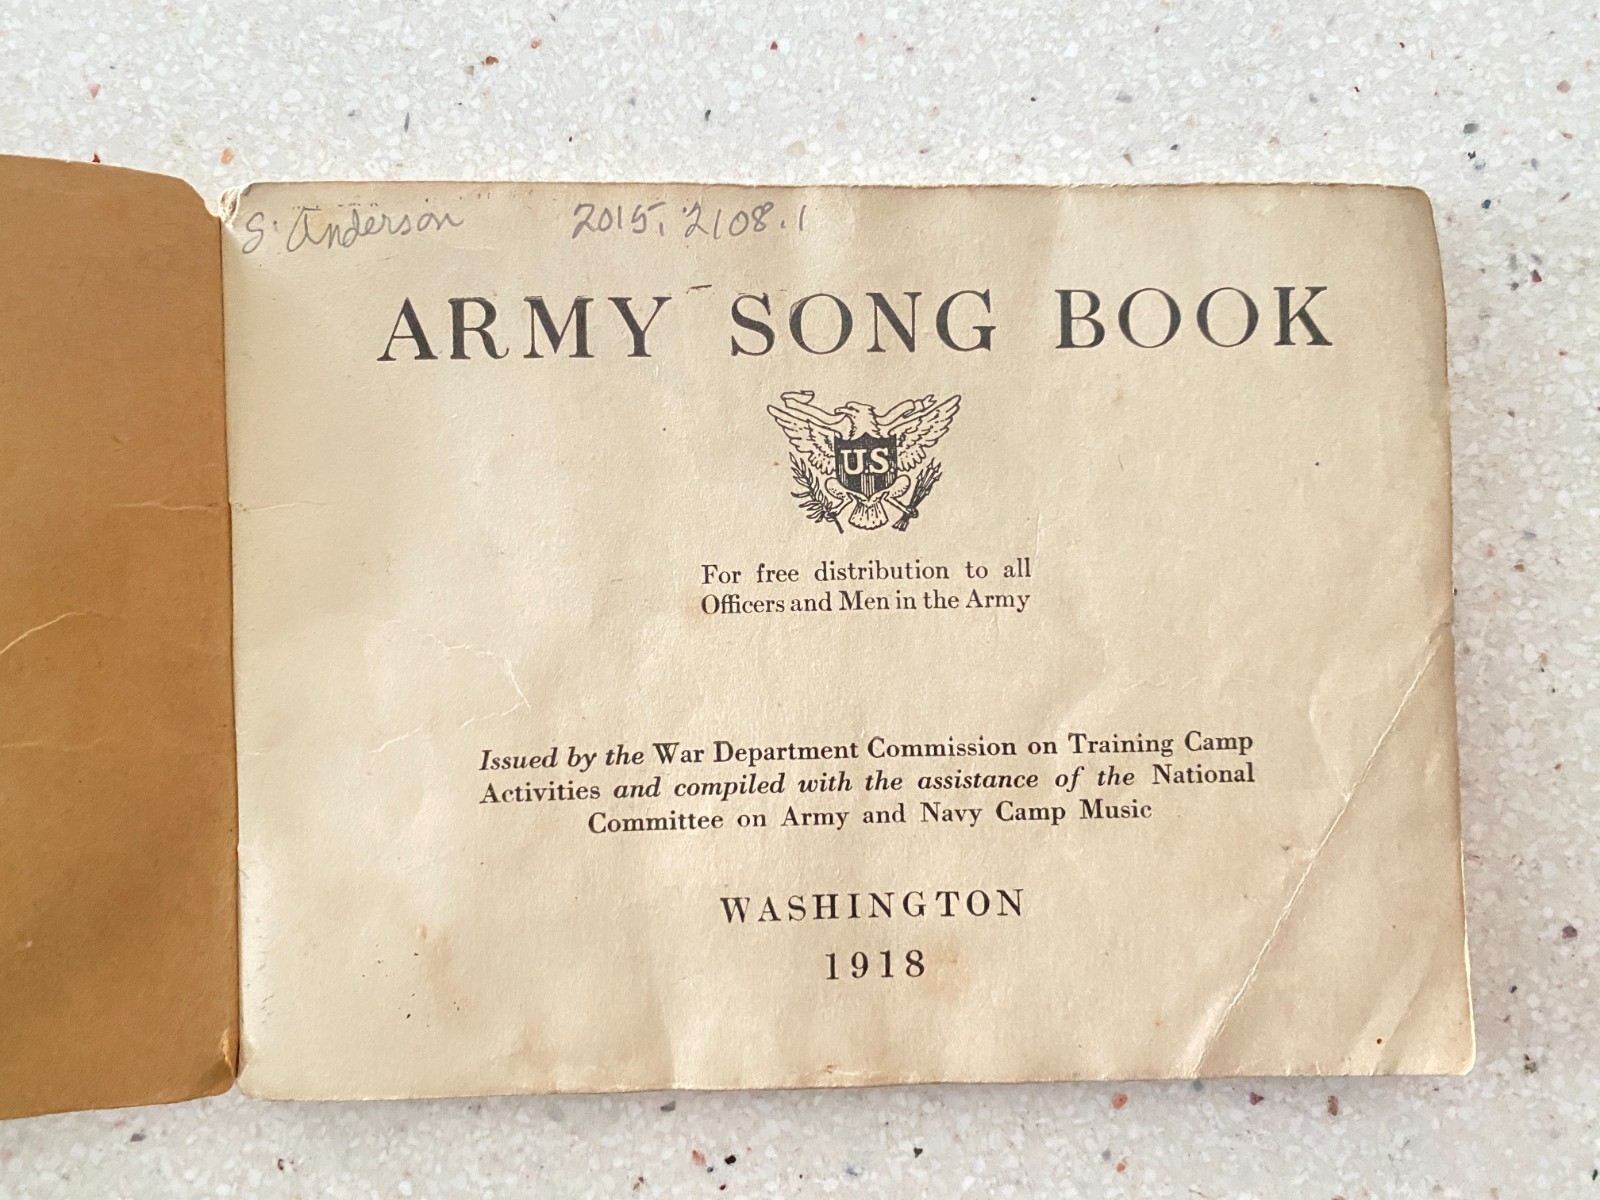 S. Anderson 2015.2108.1
ARMY SONG BOOK
U.S.
For free distribution to all
Officers and Men in the Army
Issued by the War Department Commission on Training Camp
Activities and compiled with the assistance of the National
Committee on Army and Navy Camp Music
WASHINGTON
1918